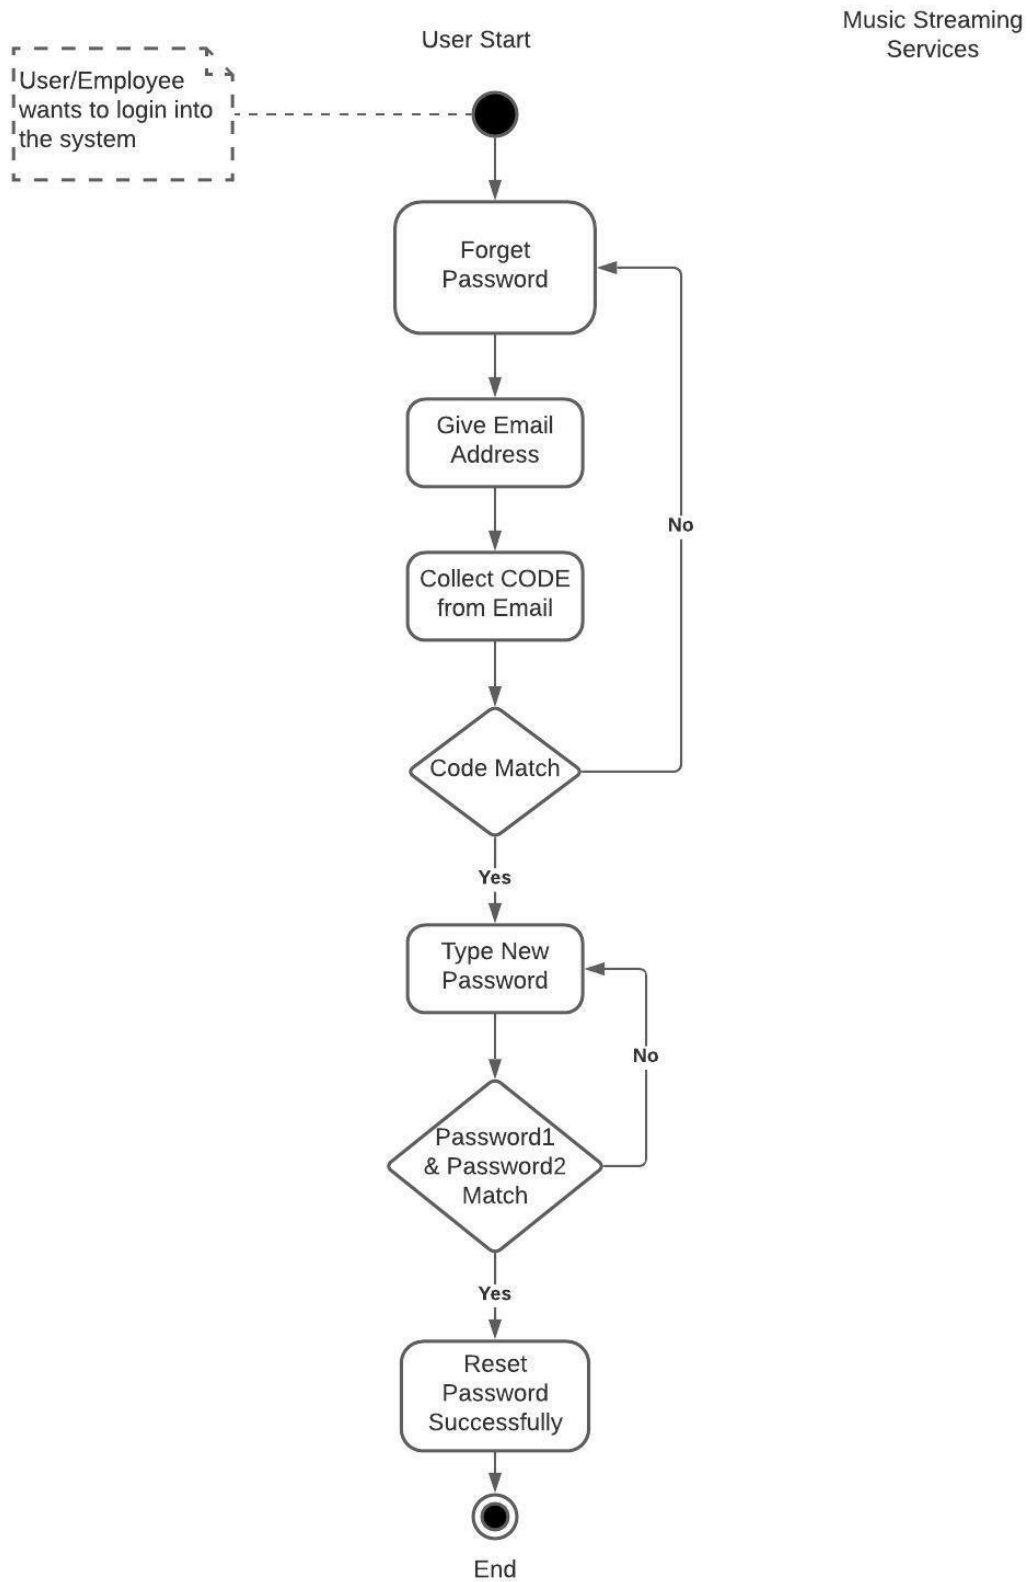 User Start
Music Streaming
Services
User/Employee
wants to login into
the system
Forget
Password
Give Email
Address
No
Collect CODE
from Email
Code Match
Yes
Type New
Password
No
Password1
& Password2
Match
Yes
Reset
Password
Successfully
End